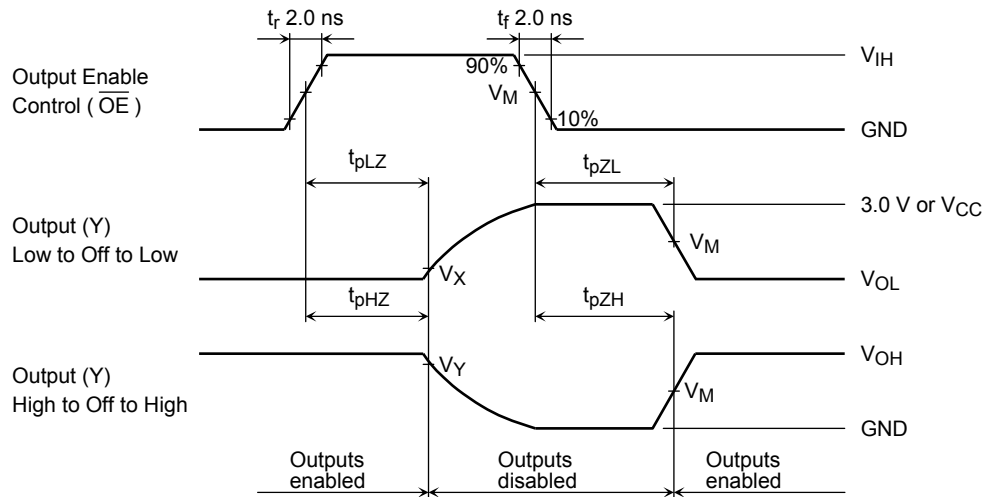 tr 2.0 ns
tf 2.0 ns
Output Enable
Control ( OE )
90%
VM
10%
VIH
GND
tpLZ
tpZL
Output (Y)
Low to Off to Low
VX
VM
3.0 V or VCC
VOL
tpHZ
tpZH
Output (Y)
High to Off to High
VY
VM
VOH
GND
Outputs
enabled
Outputs
disabled
Outputs
enabled